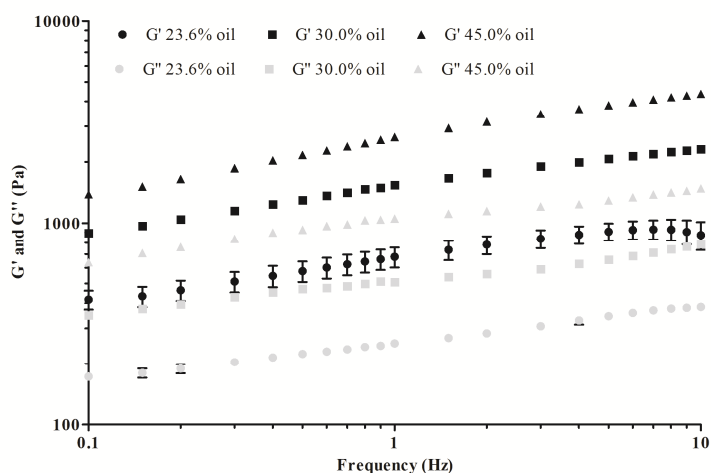 10000
G' 23.6% oil G' 30.0% oil G' 45.0% oil
G'' 23.6% oil G'' 30.0% oil G'' 45.0% oil
G' and G'' (Pa)
1000
100
0.1 1 10
Frequency (Hz)